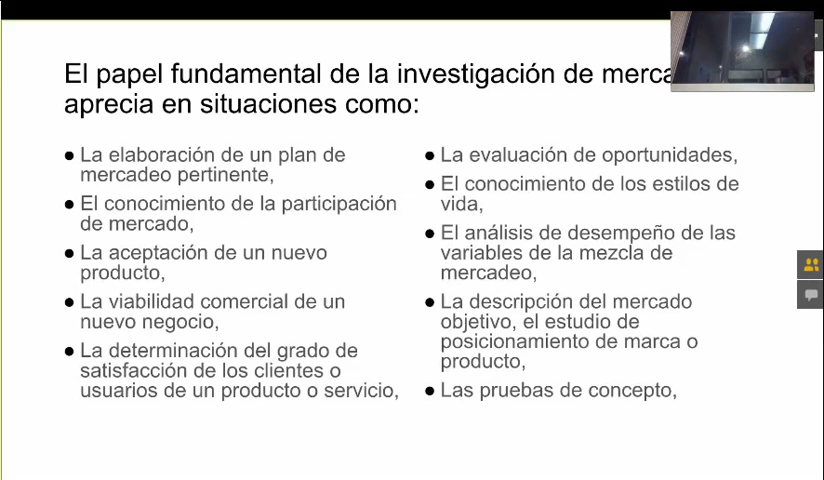 El papel fundamental de la investigación de
aprecia en situaciones como:
● La elaboración de un plan de
mercadeo pertinente,
● El conocimiento de la participación
de mercado,
● La aceptación de un nuevo
producto,
● La viabilidad comercial de un
nuevo negocio,
● La determinación del grado de
satisfacción de los clientes o
usuarios de un producto o servicio,
● La evaluación de oportunidades,
● El conocimiento de los estilos de
vida,
● El análisis de desempeño de las
variables de la mezcla de
mercadeo,
● La descripción del mercado
objetivo, el estudio de
posicionamiento de marca o
producto,
● Las pruebas de concepto,